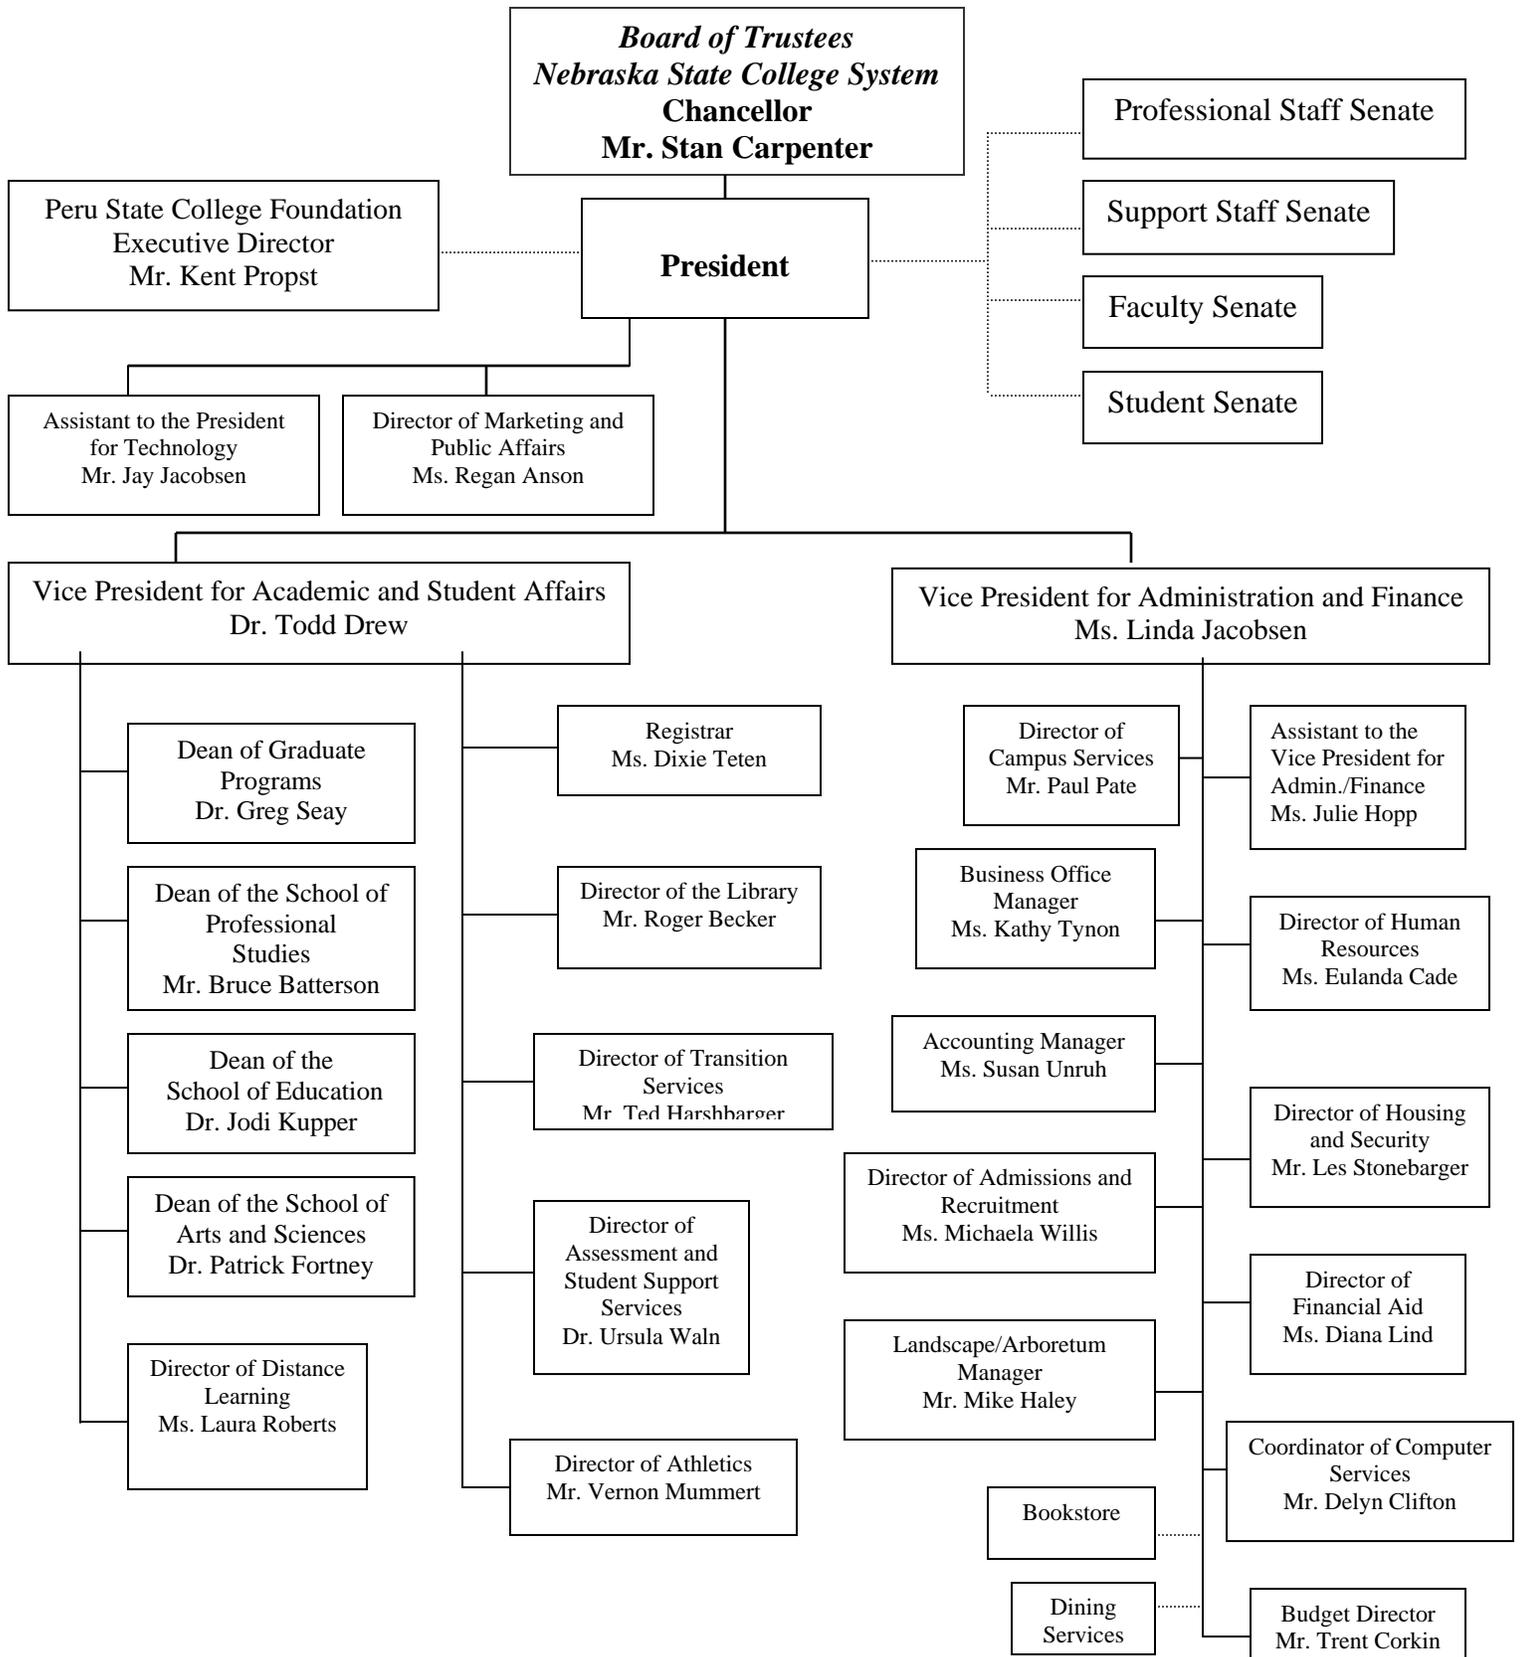 Board of Trustees
Nebraska State College System
Chancellor
Mr. Stan Carpenter
Professional Staff Senate
Peru State College Foundation
Executive Director
Mr. Kent Propst
President
Support Staff Senate
Faculty Senate
Student Senate
Assistant to the President
for Technology
Mr. Jay Jacobsen
Director of Marketing and
Public Affairs
Ms. Regan Anson
Vice President for Academic and Student Affairs
Dr. Todd Drew
Vice President for Administration and Finance
Ms. Linda Jacobsen
Dean of Graduate
Programs
Dr. Greg Seay
Dean of the School of
Professional
Studies
Mr. Bruce Batterson
Dean of the
School of Education
Dr. Jodi Kupper
Dean of the School of
Arts and Sciences
Dr. Patrick Fortney
Director of Distance
Learning
Ms. Laura Roberts
Registrar
Ms. Dixie Teten
Director of the Library
Mr. Roger Becker
Director of Transition
Services
Mr. Ted Harshbarger
Director of
Assessment and
Student Support
Services
Dr. Ursula Waln
Director of Athletics
Mr. Vernon Mummert
Director of
Campus Services
Mr. Paul Pate
Business Office
Manager
Ms. Kathy Tynon
Accounting Manager
Ms. Susan Unruh
Director of Admissions and
Recruitment
Ms. Michaela Willis
Landscape/Arboretum
Manager
Mr. Mike Haley
Bookstore
Dining
Services
Assistant to the
Vice President for
Admin./Finance
Ms. Julie Hopp
Director of Human
Resources
Ms. Eulanda Cade
Director of Housing
and Security
Mr. Les Stonebarger
Director of
Financial Aid
Ms. Diana Lind
Coordinator of Computer
Services
Mr. Delyn Clifton
Budget Director
Mr. Trent Corkin